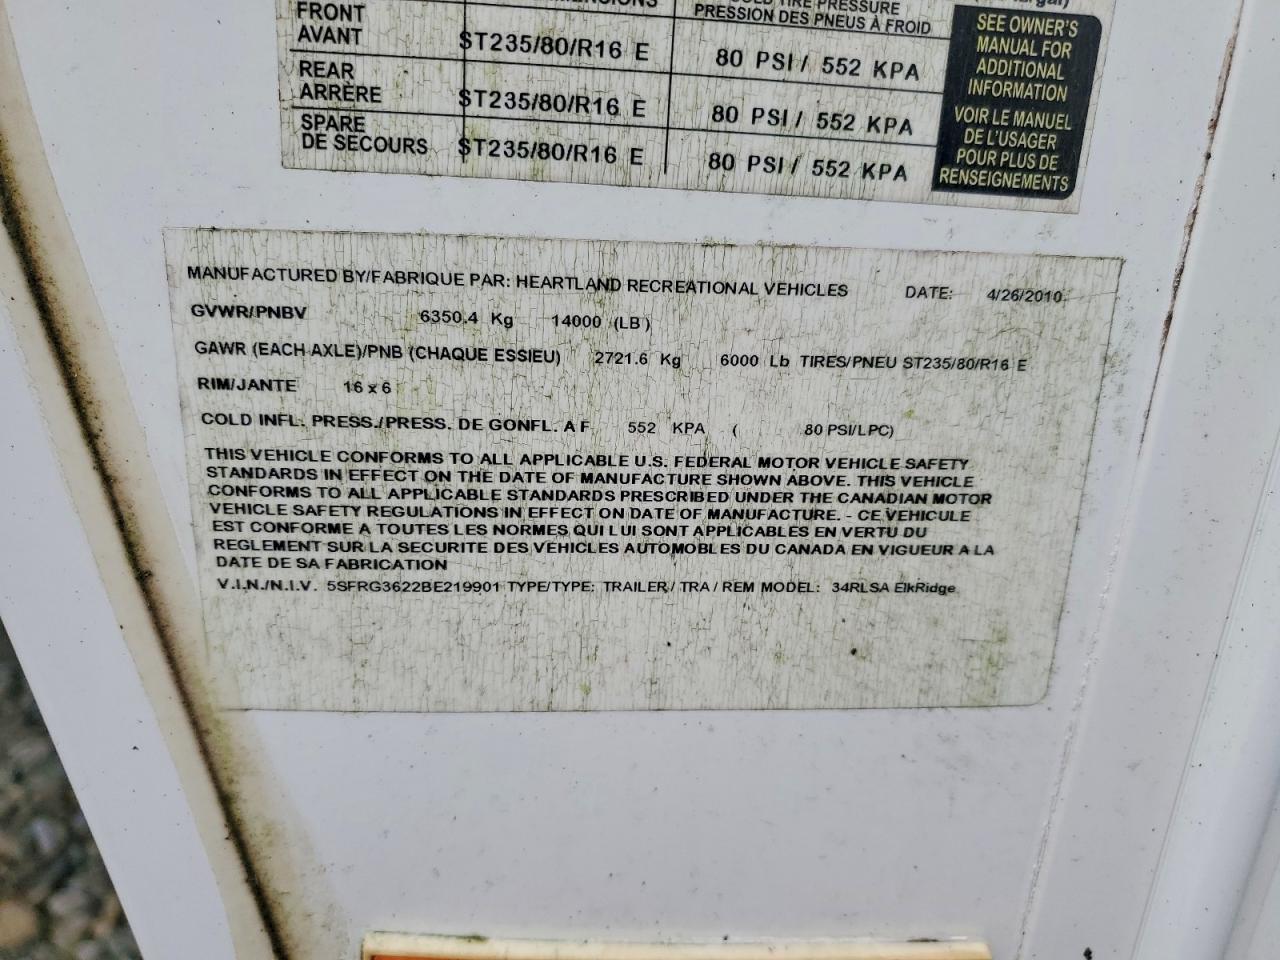 PRESSURE
PRESSION DES PNEUS À FROID
FRONT
AVANT
ST235/80/R16 E
80 PSI / 552 KPA
REAR
ARRÈRE
ST235/80/R16 E
80 PSI / 552 KPA
SPARE
DE SECOURS
ST235/80/R16 E
80 PSI / 552 KPA
SEE OWNER'S
MANUAL FOR
ADDITIONAL
INFORMATION
VOIR LE MANUEL
DE L'USAGER
POUR PLUS DE
RENSEIGNEMENTS
MANUFACTURED BY/FABRIQUE PAR: HEARTLAND RECREATIONAL VEHICLES DATE: 4/26/2010
GVWR/PNBV 6350.4 Kg 14000 (LB)
GAWR (EACH AXLE)/PNB (CHAQUE ESSIEU) 2721.6 Kg 6000 Lb TIRES/PNEU ST235/80/R16 E
RIM/JANTE 16 x 6
COLD INFL. PRESS./PRESS. DE GONFL. A F. 552 KPA ( 80 PSI/LPC)
THIS VEHICLE CONFORMS TO ALL APPLICABLE U.S. FEDERAL MOTOR VEHICLE SAFETY
STANDARDS IN EFFECT ON THE DATE OF MANUFACTURE SHOWN ABOVE. THIS VEHICLE
CONFORMS TO ALL APPLICABLE STANDARDS PRESCRIBED UNDER THE CANADIAN MOTOR
VEHICLE SAFETY REGULATIONS IN EFFECT ON DATE OF MANUFACTURE. - CE VEHICULE
EST CONFORME A TOUTES LES NORMES QUI LUI SONT APPLICABLES EN VERTU DU
REGLEMENT SUR LA SECURITE DES VEHICLES AUTOMOBLES DU CANADA EN VIGUEUR A LA
DATE DE SA FABRICATION
V.I.N./N.I.V. 5SFRG3622BE219901 TYPE/TYPE: TRAILER / TRA / REM MODEL: 34RLSA ElkRidge